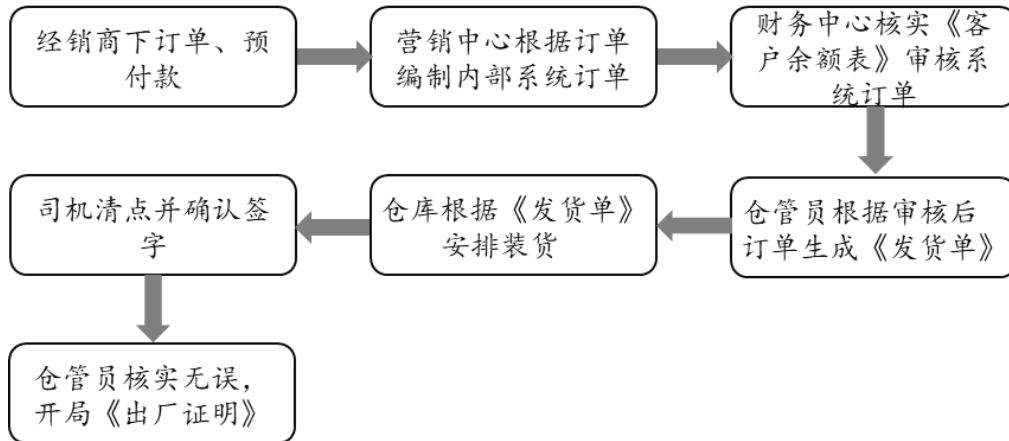 经销商下订单、预
付款
营销中心根据订单
编制内部系统订单
财务中心核实《客
户余额表》审核系
统订单
仓管员根据审核后
订单生成《发货单》
仓库根据《发货单》
安排装货
司机清点并确认签
字
仓管员核实无误，
开局《出厂证明》